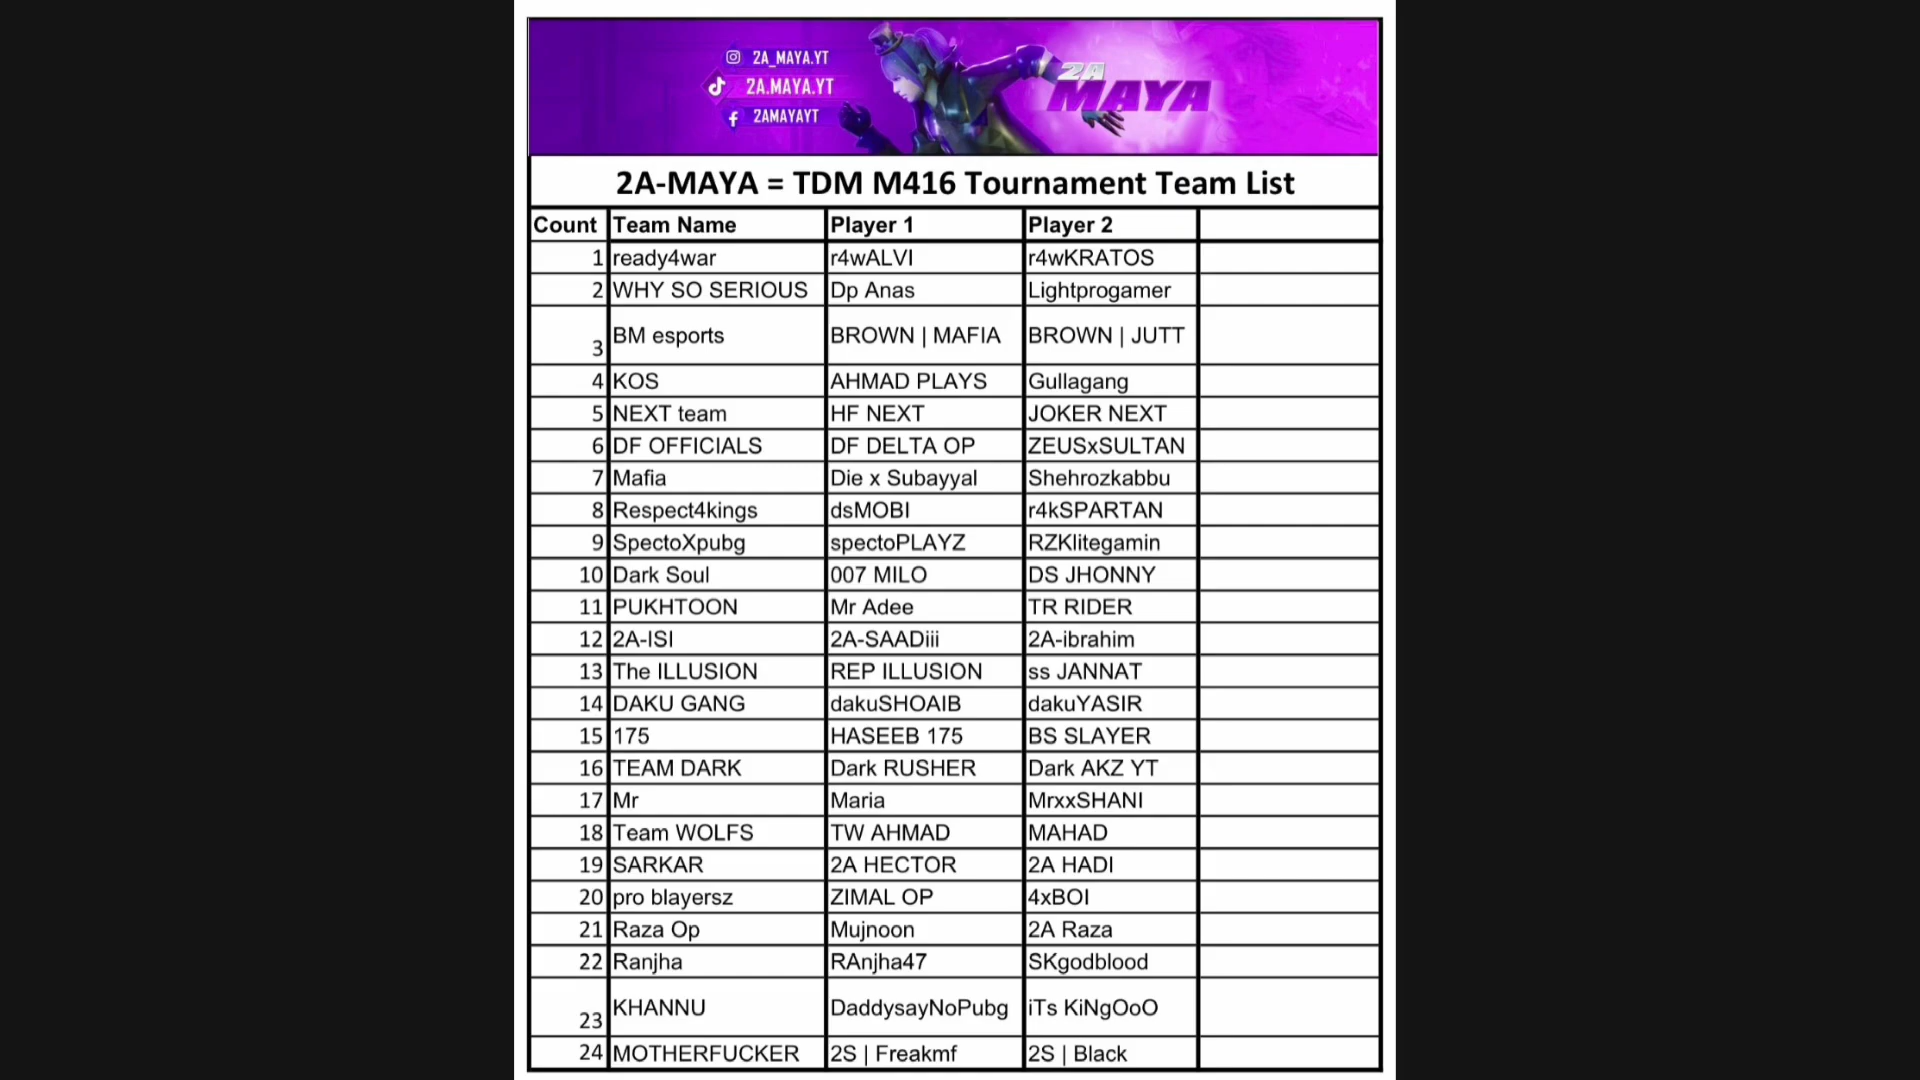 2A_MAYA.YT
2A.MAYA.YT
2AMAYAYT
2A
MAYA
2A-MAYA = TDM M416 Tournament Team List
Count Team Name Player 1 Player 2
1 ready4war r4wALVI r4wKRATOS
2 WHY SO SERIOUS Dp Anas Lightprogamer
3 BM esports BROWN | MAFIA BROWN | JUTT
4 KOS AHMAD PLAYS Gullagang
5 NEXT team HF NEXT JOKER NEXT
6 DF OFFICIALS DF DELTA OP ZEUSxSULTAN
7 Mafia Die x Subayyal Shehrozkabbu
8 Respect4kings dsMOBI r4kSPARTAN
9 SpectoXpubg spectoPLAYZ RZKlitegamin
10 Dark Soul 007 MILO DS JHONNY
11 PUKHTOON Mr Adee TR RIDER
12 2A-ISI 2A-SAADiii 2A-ibrahim
13 The ILLUSION REP ILLUSION ss JANNAT
14 DAKU GANG dakuSHOAIB dakuYASIR
15 175 HASEEB 175 BS SLAYER
16 TEAM DARK Dark RUSHER Dark AKZ YT
17 Mr Maria MrxxSHANI
18 Team WOLFS TW AHMAD MAHAD
19 SARKAR 2A HECTOR 2A HADI
20 pro blayersz ZIMAL OP 4xBOI
21 Raza Op Mujnoon 2A Raza
22 Ranjha RAnjha47 SKgodblood
23 KHANNU DaddysayNoPubg iTs KiNgOoO
24 MOTHERFUCKER 2S | Freakmf 2S | Black